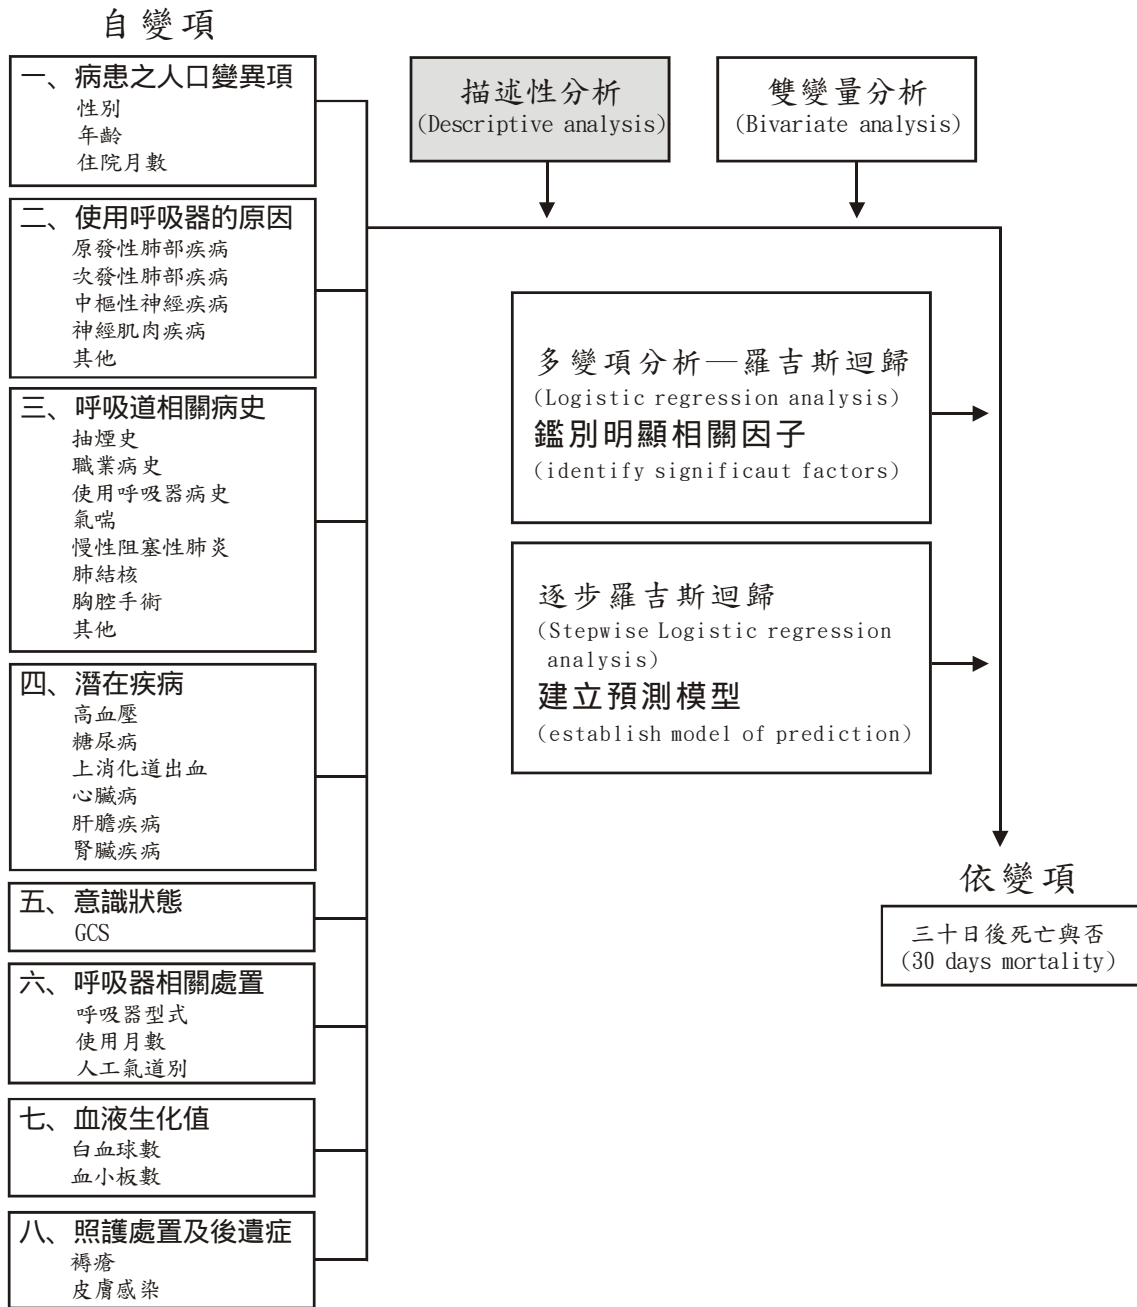 自變項
一、病患之人口變異項
性別
年齡
住院月數
二、使用呼吸器的原因
原發性肺部疾病
次發性肺部疾病
中樞性神經疾病
神經肌肉疾病
其他
三、呼吸道相關病史
抽煙史
職業病史
使用呼吸器病史
氣喘
慢性阻塞性肺炎
肺結核
胸腔手術
其他
四、潛在疾病
高血壓
糖尿病
上消化道出血
心臟病
肝膽疾病
腎臟疾病
五、意識狀態
GCS
六、呼吸器相關處置
呼吸器型式
使用月數
人工氣道別
七、血液生化值
白血球數
血小板數
八、照護處置及後遺症
褥瘡
皮膚感染
描述性分析
(Descriptive analysis)
雙變量分析
(Bivariate analysis)
多變項分析—羅吉斯迴歸
(Logistic regression analysis)
鑑別明顯相關因子
(identify significaut factors)
逐步羅吉斯迴歸
(Stepwise Logistic regression
analysis)
建立預測模型
(establish model of prediction)
依變項
三十日後死亡與否
(30 days mortality)